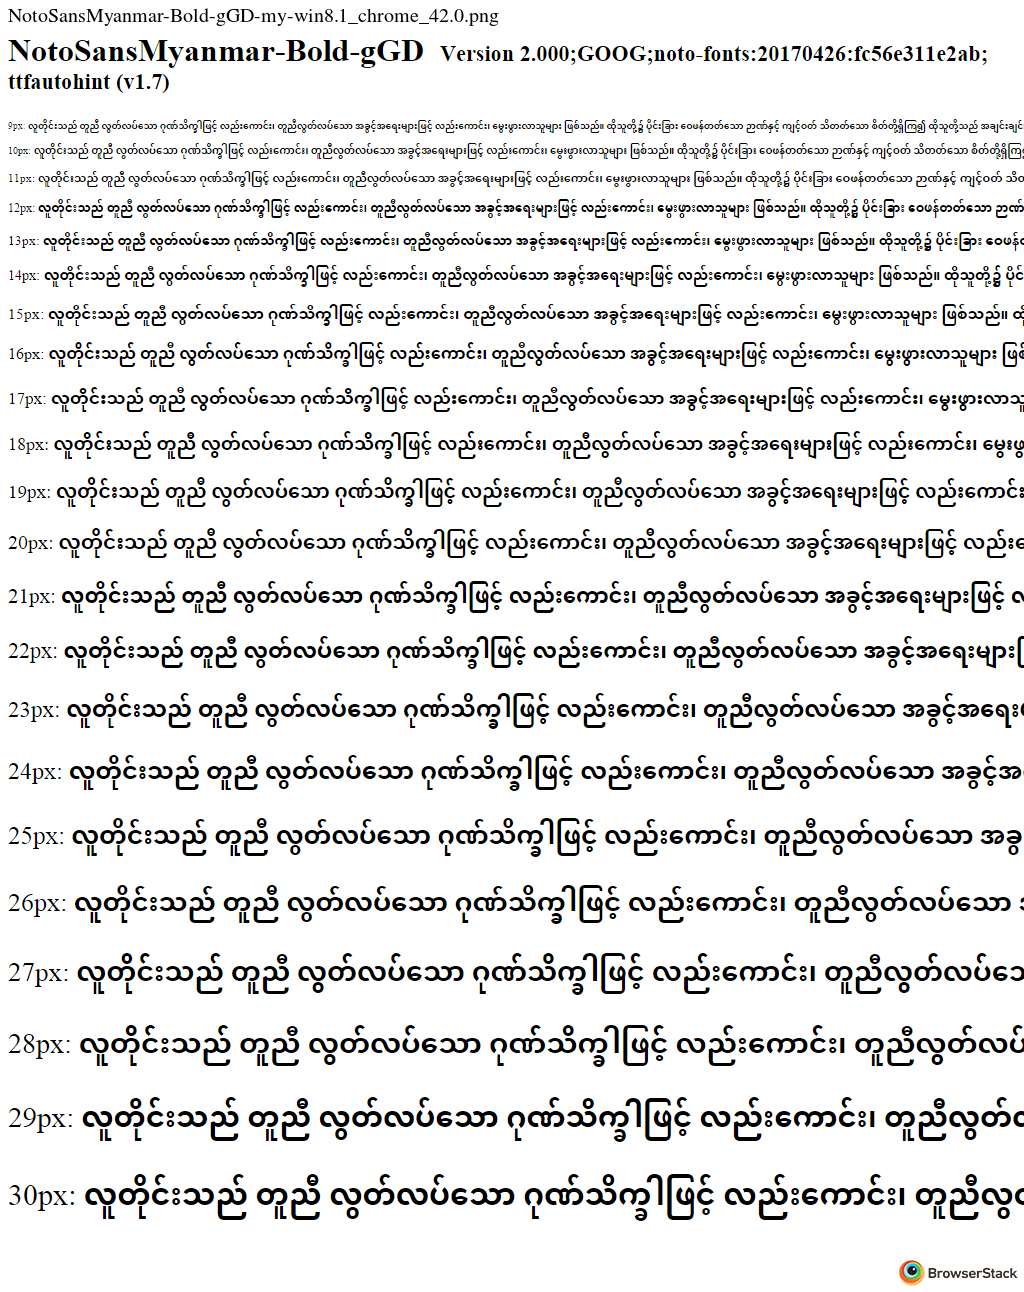 NotoSansMyanmar-Bold-gGD-my-win8.1_chrome_42.0.png
NotoSansMyanmar-Bold-gGD Version 2.000;GOOG;noto-fonts:20170426:fc56e311e2ab;
ttfautohint (v1.7)
9px: လူတိုင်းသည် တူညီ လွတ်လပ်သော ဂုဏ်သိက္ခါဖြင့် လည်းကောင်း၊ တူညီလွတ်လပ်သော အခွင့်အရေးများဖြင့် လည်းကောင်း၊ မွေးဖွားလာသူများ ဖြစ်သည်။ ထိုသူတို့၌ ပိုင်းခြား ဝေဖန်တတ်သော ဉာဏ်နှင့် ကျင့်ဝတ် သိတတ်သော စိတ်တို့ရှိကြ၍ ထိုသူတို့သည် အချင်းချင်း
10px: လူတိုင်းသည် တူညီ လွတ်လပ်သော ဂုဏ်သိက္ခါဖြင့် လည်းကောင်း၊ တူညီလွတ်လပ်သော အခွင့်အရေးများဖြင့် လည်းကောင်း၊ မွေးဖွားလာသူများ ဖြစ်သည်။ ထိုသူတို့၌ ပိုင်းခြား ဝေဖန်တတ်သော ဉာဏ်နှင့် ကျင့်ဝတ် သိတတ်သော စိတ်တို့ရှိကြ၍
11px: လူတိုင်းသည် တူညီ လွတ်လပ်သော ဂုဏ်သိက္ခါဖြင့် လည်းကောင်း၊ တူညီလွတ်လပ်သော အခွင့်အရေးများဖြင့် လည်းကောင်း၊ မွေးဖွားလာသူများ ဖြစ်သည်။ ထိုသူတို့၌ ပိုင်းခြား ဝေဖန်တတ်သော ဉာဏ်နှင့် ကျင့်ဝတ် သိတ
12px: လူတိုင်းသည် တူညီ လွတ်လပ်သော ဂုဏ်သိက္ခါဖြင့် လည်းကောင်း၊ တူညီလွတ်လပ်သော အခွင့်အရေးများဖြင့် လည်းကောင်း၊ မွေးဖွားလာသူများ ဖြစ်သည်။ ထိုသူတို့၌ ပိုင်းခြား ဝေဖန်တတ်သော ဉာဏ်
13px: လူတိုင်းသည် တူညီ လွတ်လပ်သော ဂုဏ်သိက္ခါဖြင့် လည်းကောင်း၊ တူညီလွတ်လပ်သော အခွင့်အရေးများဖြင့် လည်းကောင်း၊ မွေးဖွားလာသူများ ဖြစ်သည်။ ထိုသူတို့၌ ပိုင်းခြား ဝေဖန်
14px: လူတိုင်းသည် တူညီ လွတ်လပ်သော ဂုဏ်သိက္ခါဖြင့် လည်းကောင်း၊ တူညီလွတ်လပ်သော အခွင့်အရေးများဖြင့် လည်းကောင်း၊ မွေးဖွားလာသူများ ဖြစ်သည်။ ထိုသူတို့၌ ပိုင်
15px: လူတိုင်းသည် တူညီ လွတ်လပ်သော ဂုဏ်သိက္ခါဖြင့် လည်းကောင်း၊ တူညီလွတ်လပ်သော အခွင့်အရေးများဖြင့် လည်းကောင်း၊ မွေးဖွားလာသူများ ဖြစ်သည်။ ထို
16px: လူတိုင်းသည် တူညီ လွတ်လပ်သော ဂုဏ်သိက္ခါဖြင့် လည်းကောင်း၊ တူညီလွတ်လပ်သော အခွင့်အရေးများဖြင့် လည်းကောင်း၊ မွေးဖွားလာသူများ ဖြစ်
17px: လူတိုင်းသည် တူညီ လွတ်လပ်သော ဂုဏ်သိက္ခါဖြင့် လည်းကောင်း၊ တူညီလွတ်လပ်သော အခွင့်အရေးများဖြင့် လည်းကောင်း၊ မွေးဖွားလာသူ
18px: လူတိုင်းသည် တူညီ လွတ်လပ်သော ဂုဏ်သိက္ခါဖြင့် လည်းကောင်း၊ တူညီလွတ်လပ်သော အခွင့်အရေးများဖြင့် လည်းကောင်း၊ မွေးဖွ
19px: လူတိုင်းသည် တူညီ လွတ်လပ်သော ဂုဏ်သိက္ခါဖြင့် လည်းကောင်း၊ တူညီလွတ်လပ်သော အခွင့်အရေးများဖြင့် လည်းကောင်း
20px: လူတိုင်းသည် တူညီ လွတ်လပ်သော ဂုဏ်သိက္ခါဖြင့် လည်းကောင်း၊ တူညီလွတ်လပ်သော အခွင့်အရေးများဖြင့် လည်း
21px: လူတိုင်းသည် တူညီ လွတ်လပ်သော ဂုဏ်သိက္ခါဖြင့် လည်းကောင်း၊ တူညီလွတ်လပ်သော အခွင့်အရေးများဖြင့် လ
22px: လူတိုင်းသည် တူညီ လွတ်လပ်သော ဂုဏ်သိက္ခါဖြင့် လည်းကောင်း၊ တူညီလွတ်လပ်သော အခွင့်အရေးများ
23px: လူတိုင်းသည် တူညီ လွတ်လပ်သော ဂုဏ်သိက္ခါဖြင့် လည်းကောင်း၊ တူညီလွတ်လပ်သော အခွင့်အရေး
24px: လူတိုင်းသည် တူညီ လွတ်လပ်သော ဂုဏ်သိက္ခါဖြင့် လည်းကောင်း၊ တူညီလွတ်လပ်သော အခွင့်အ
25px: လူတိုင်းသည် တူညီ လွတ်လပ်သော ဂုဏ်သိက္ခါဖြင့် လည်းကောင်း၊ တူညီလွတ်လပ်သော အခွ
26px: လူတိုင်းသည် တူညီ လွတ်လပ်သော ဂုဏ်သိက္ခါဖြင့် လည်းကောင်း၊ တူညီလွတ်လပ်သော
27px: လူတိုင်းသည် တူညီ လွတ်လပ်သော ဂုဏ်သိက္ခါဖြင့် လည်းကောင်း၊ တူညီလွတ်လပ်သေ
28px: လူတိုင်းသည် တူညီ လွတ်လပ်သော ဂုဏ်သိက္ခါဖြင့် လည်းကောင်း၊ တူညီလွတ်လပ်
29px: လူတိုင်းသည် တူညီ လွတ်လပ်သော ဂုဏ်သိက္ခါဖြင့် လည်းကောင်း၊ တူညီလွတ်လ
30px: လူတိုင်းသည် တူညီ လွတ်လပ်သော ဂုဏ်သိက္ခါဖြင့် လည်းကောင်း၊ တူညီလွတ
BrowserStack